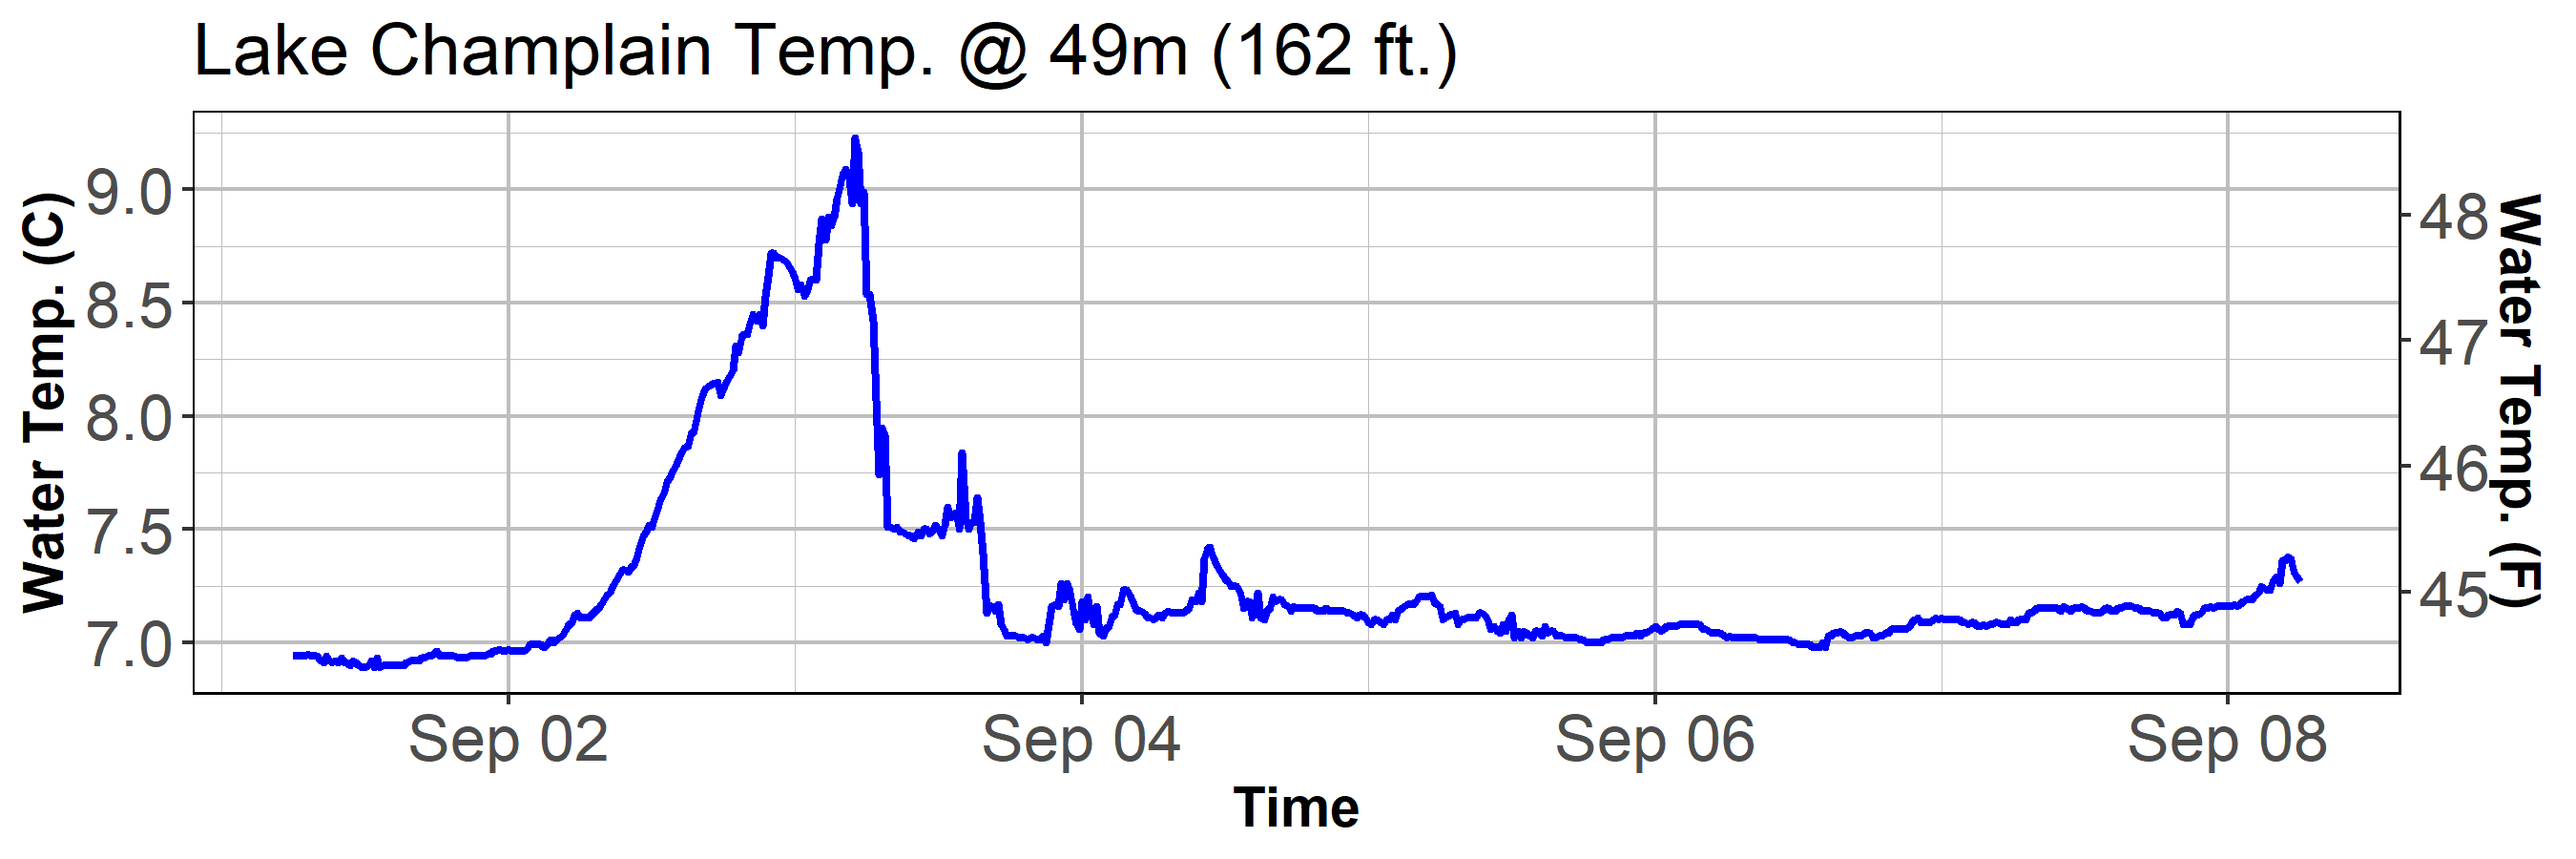 Lake Champlain Temp. @ 49m (162 ft.)
Water Temp. (C)
9.0
8.5
8.0
7.5
7.0
48
47
46
45
Water Temp. (F)
Sep 02
Sep 04
Sep 06
Sep 08
Time